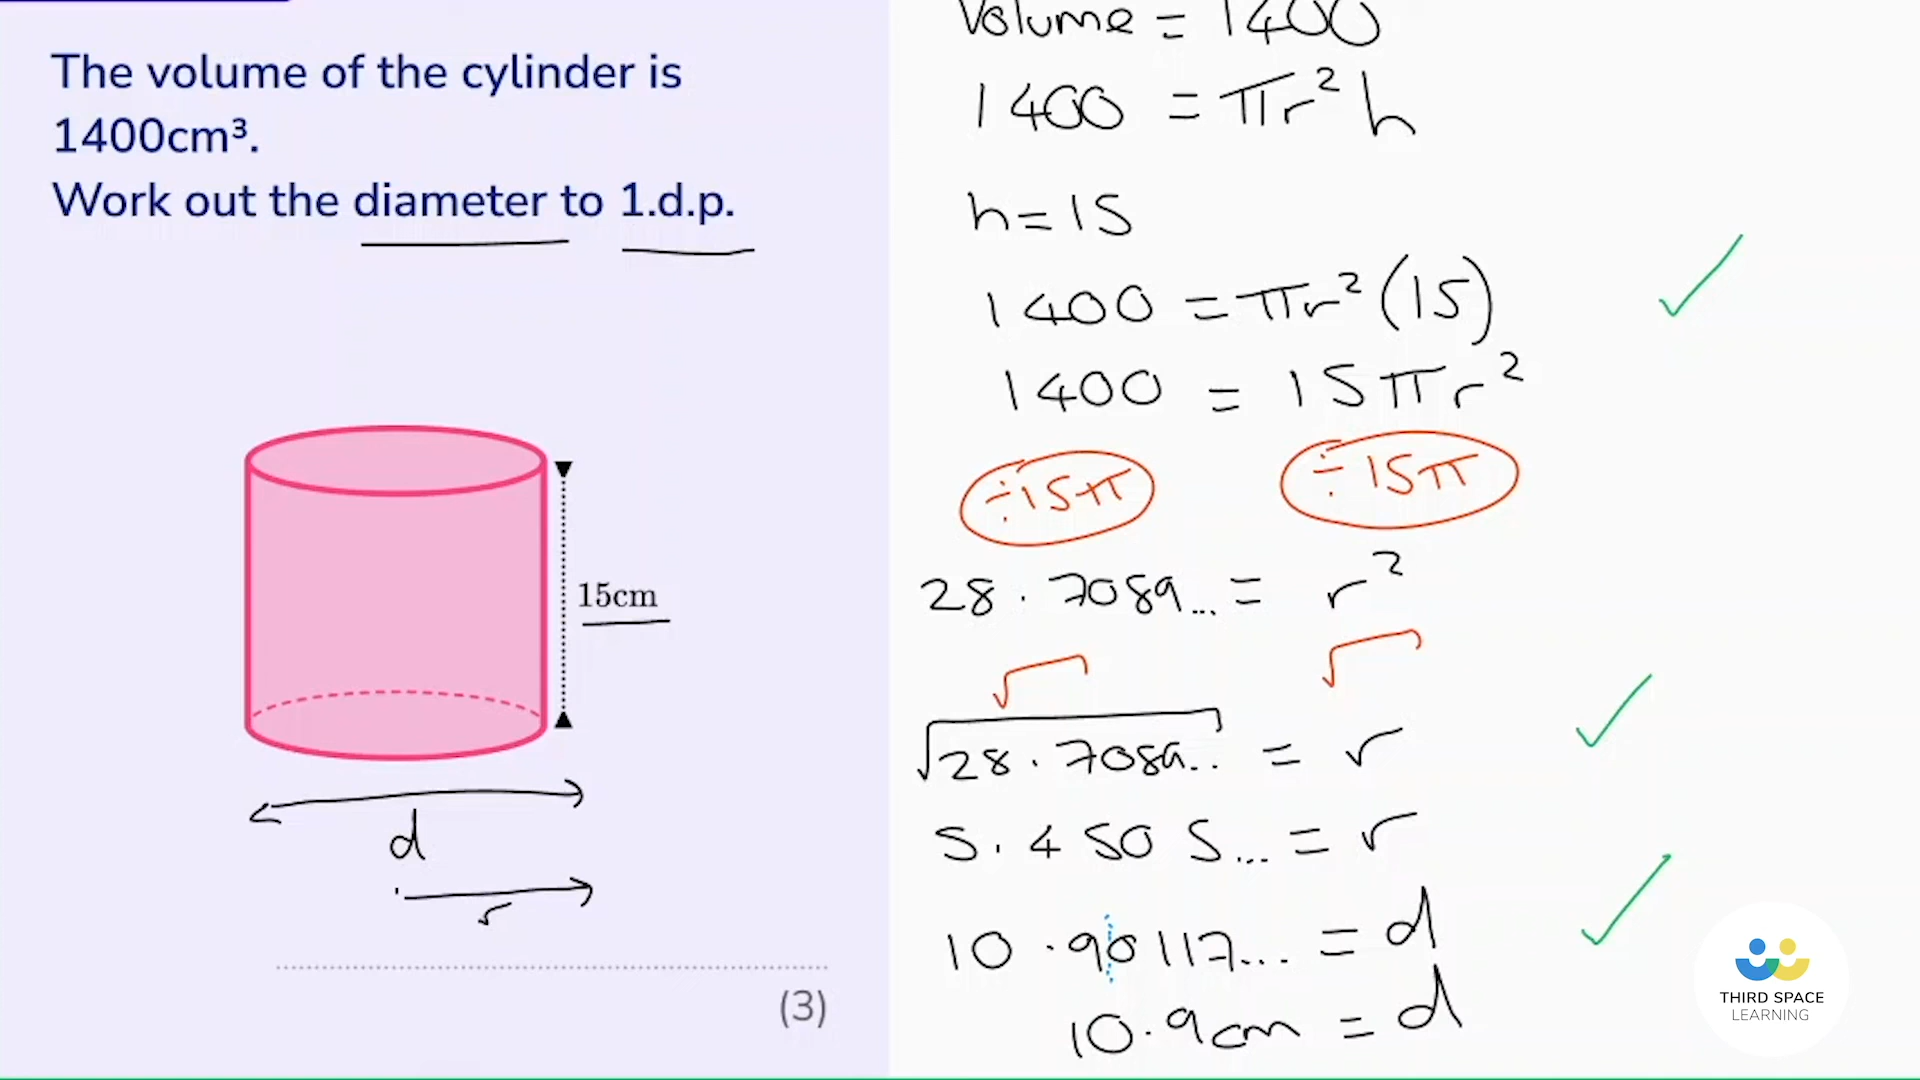 The volume of the cylinder is
1400cm³.
Work out the diameter to 1.d.p.
15cm
d
r
(3)
Volume = 1400
1400 = πr² h
h = 15
1400 = πr² (15)
1400 = 15πr²
÷15π ÷15π
28.7089... = r²
√ √
√28.7089.. = r
5.4505... = r
10.90117... = d
10.9cm = d
THIRD SPACE
LEARNING